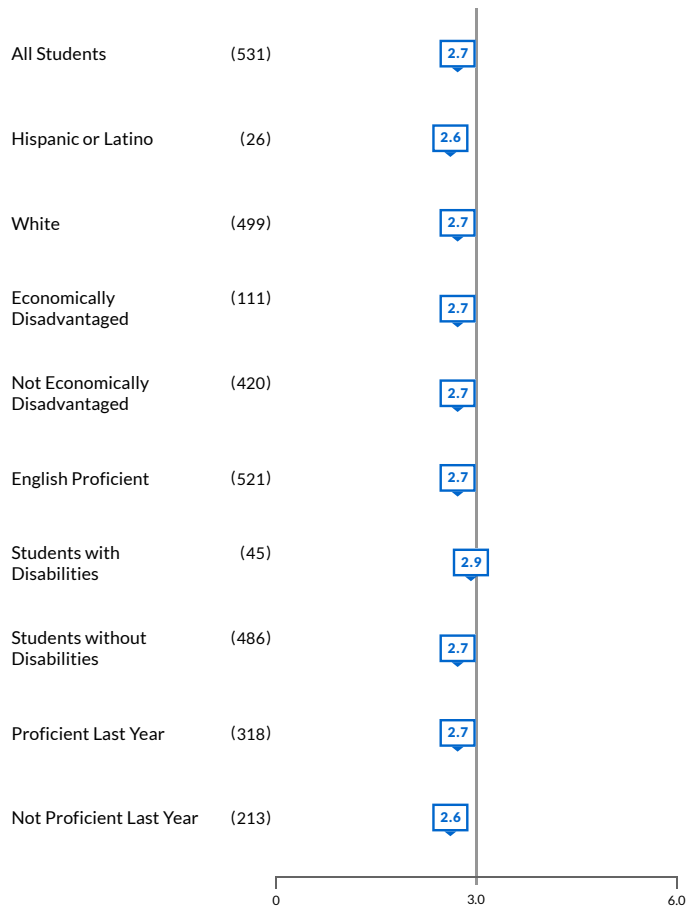 All Students (531) 2.7
Hispanic or Latino (26) 2.6
White (499) 2.7
Economically (111)
Disadvantaged 2.7
Not Economically (420)
Disadvantaged 2.7
English Proficient (521) 2.7
Students with (45)
Disabilities 2.9
Students without (486)
Disabilities 2.7
Proficient Last Year (318) 2.7
Not Proficient Last Year (213) 2.6
0 3.0 6.0